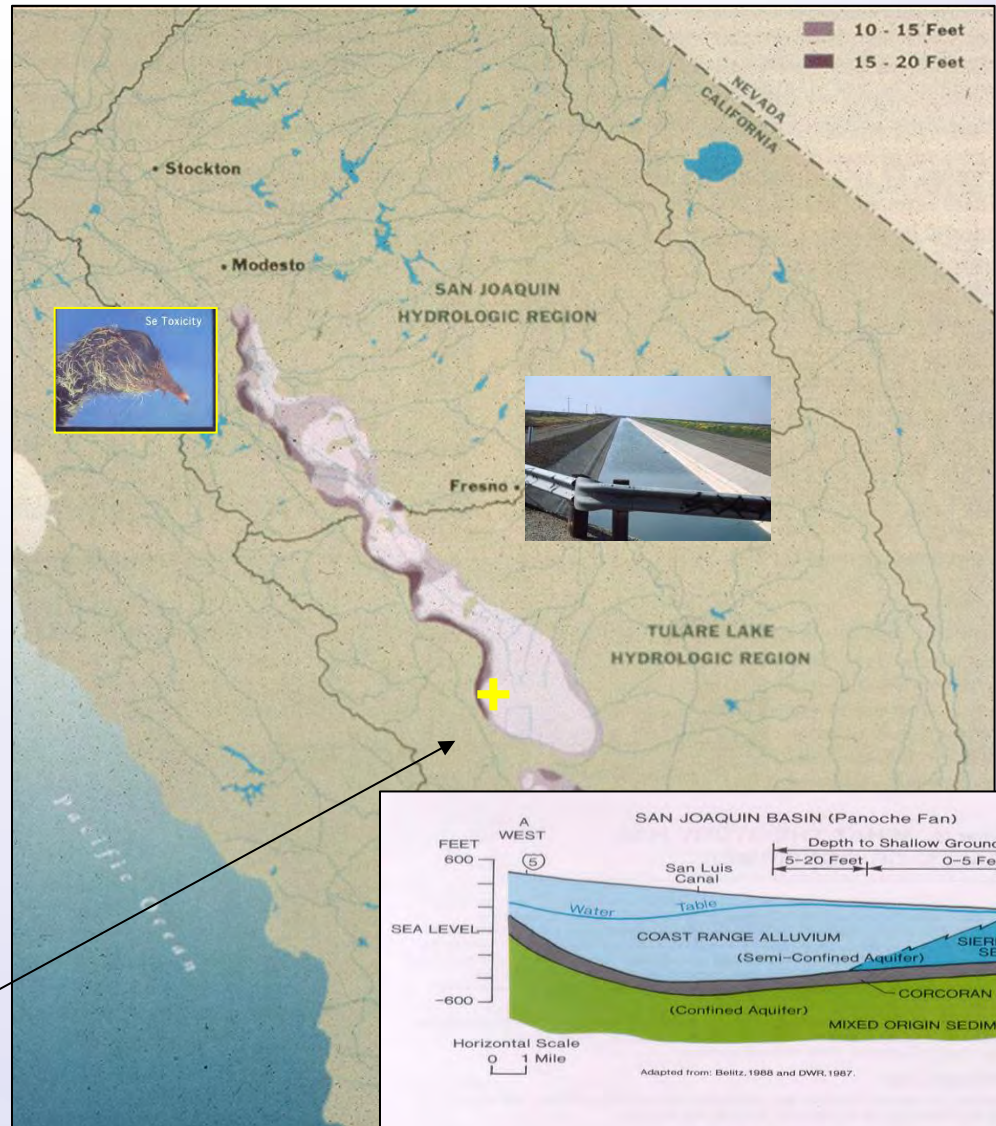 10 - 15 Feet
15 - 20 Feet
NEVADA
CALIFORNIA
Stockton
Modesto
SAN JOAQUIN
HYDROLOGIC REGION
Se Toxicity
Fresno
TULARE LAKE
HYDROLOGIC REGION
Pacific Ocean
SAN JOAQUIN BASIN (Panoche Fan)
A
WEST
FEET
Depth to Shallow Ground
600
5
San Luis
Canal
5-20 Feet
0-5 Fe
Water Table
SEA LEVEL
COAST RANGE ALLUVIUM
(Semi-Confined Aquifer)
SIER
SE
CORCORAN
-600
(Confined Aquifer)
MIXED ORIGIN SEDIM
Horizontal Scale
0 1 Mile
Adapted from: Belitz, 1988 and DWR, 1987.